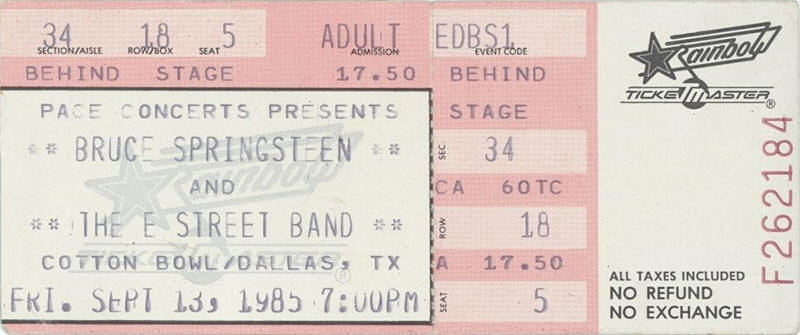 34 18 5 ADULT
SECTION/AISLE ROW/BOX SEAT ADMISSION
BEHIND STAGE 17.50
PACE CONCERTS PRESENTS
** BRUCE SPRINGSTEEN **
AND
** THE E STREET BAND **
COTTON BOWL/DALLAS, TX
FRI. SEPT 13, 1985 7:00PM
Rainbow
TICKETMASTER
EDBS1
EVENT CODE
BEHIND
STAGE
SEC. 34
CA 60TC
ROW 18
A 17.50
SEAT 5
Rainbow
TICKETMASTER®
F262184
ALL TAXES INCLUDED
NO REFUND
NO EXCHANGE